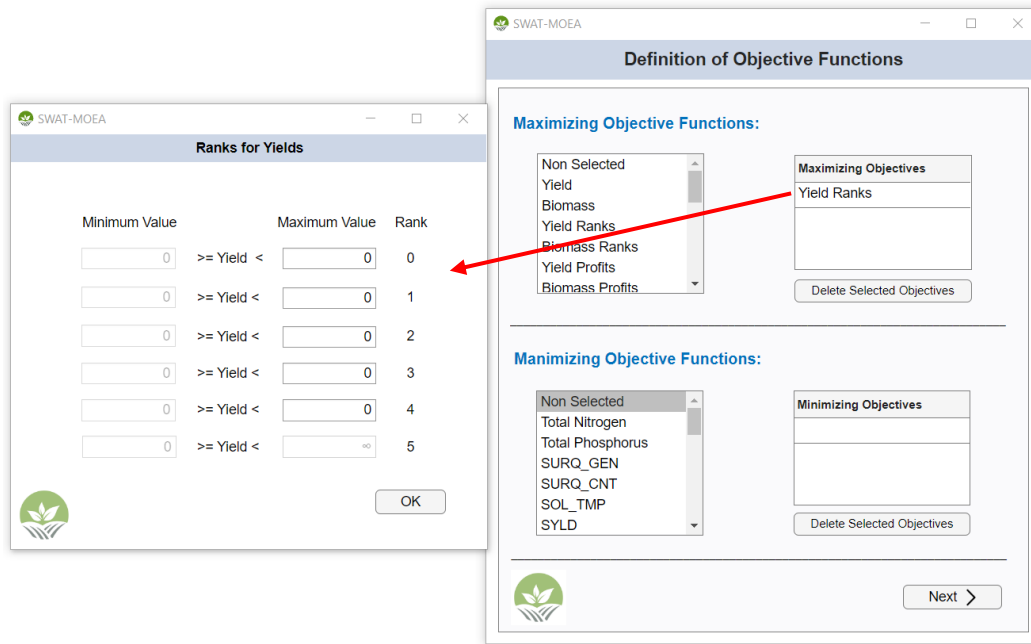 SWAT-MOEA
Ranks for Yields
Minimum Value Maximum Value Rank
0 >= Yield < 0 0
0 >= Yield < 0 1
0 >= Yield < 0 2
0 >= Yield < 0 3
0 >= Yield < 0 4
0 >= Yield < ∞ 5
OK
SWAT-MOEA
Definition of Objective Functions
Maximizing Objective Functions:
Non Selected
Yield
Biomass
Yield Ranks
Biomass Ranks
Yield Profits
Biomass Profits
Maximizing Objectives
Yield Ranks
Delete Selected Objectives
Manimizing Objective Functions:
Non Selected
Total Nitrogen
Total Phosphorus
SURQ_GEN
SURQ_CNT
SOL_TMP
SYLD
Minimizing Objectives
Delete Selected Objectives
Next